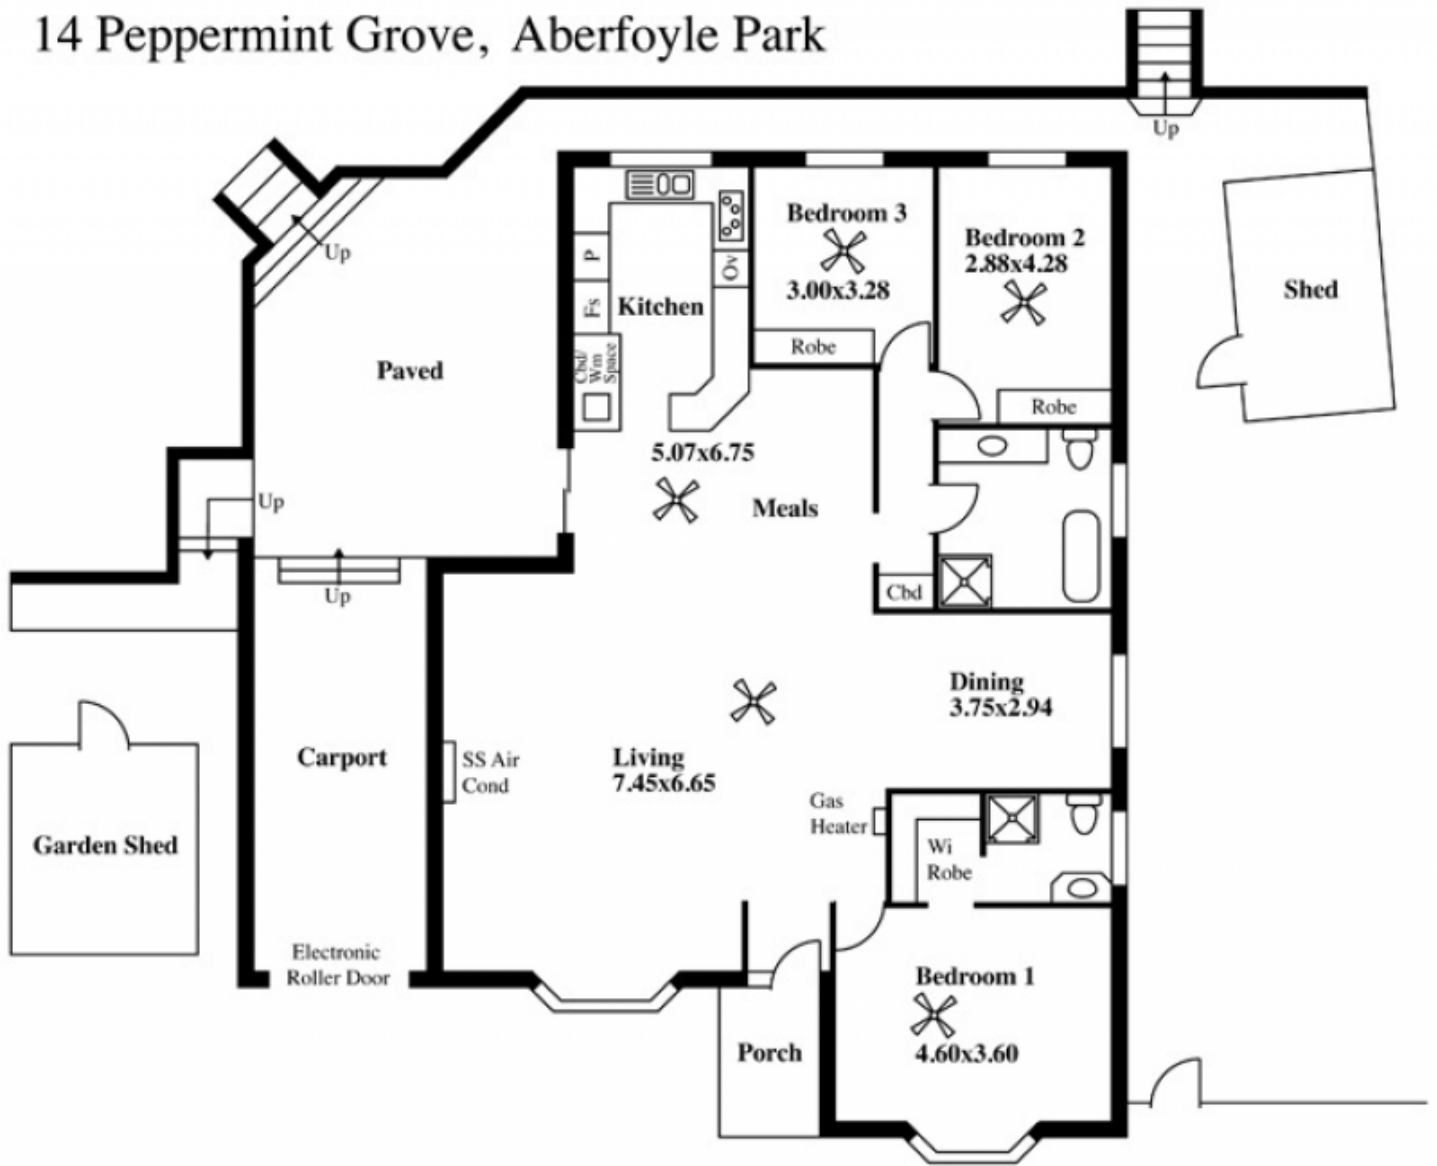 14 Peppermint Grove, Aberfoyle Park
Up
Up
Paved
Up
Up
P
Fs
Cbd/
Wm
Space
Ov
Kitchen
5.07x6.75
Meals
Bedroom 3
3.00x3.28
Robe
Bedroom 2
2.88x4.28
Robe
Shed
Cbd
Dining
3.75x2.94
Living
7.45x6.65
SS Air
Cond
Gas
Heater
Wi
Robe
Carport
Garden Shed
Electronic
Roller Door
Porch
Bedroom 1
4.60x3.60